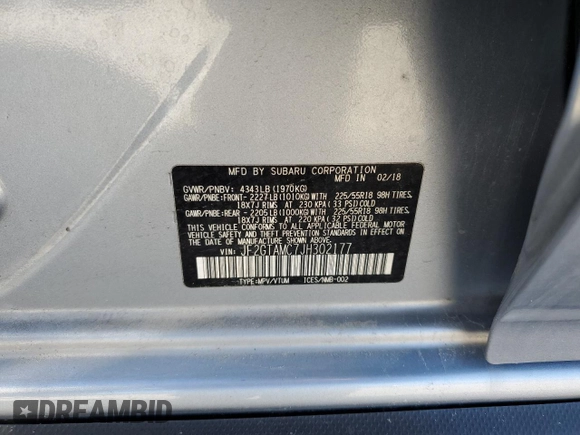 MFD BY SUBARU CORPORATION IN 02/18
GVWR/PNBV: 4343LB(1970KG)
GAWR/PNBE:FRONT- 2227LB(1010KG)WITH 225/55R18 98H TIRES,
18X7J RIMS AT 230 KPA(33 PSI)COLD
GAWR/PNBE:REAR - 2205LB(1000KG)WITH 225/55R18 98H TIRES,
18X7J RIMS AT 220 KPA(32 PSI)COLD
THIS VEHICLE CONFORMS TO ALL APPLICABLE FEDERAL MOTOR
VEHICLE SAFETY AND BUMPER STANDARDS IN EFFECT ON THE
DATE OF MANUFACTURE SHOWN ABOVE.
VIN: JF2GTAMC7JH302177
TYPE:MPV/VTUM ICES/NMB-002
DREAMBID